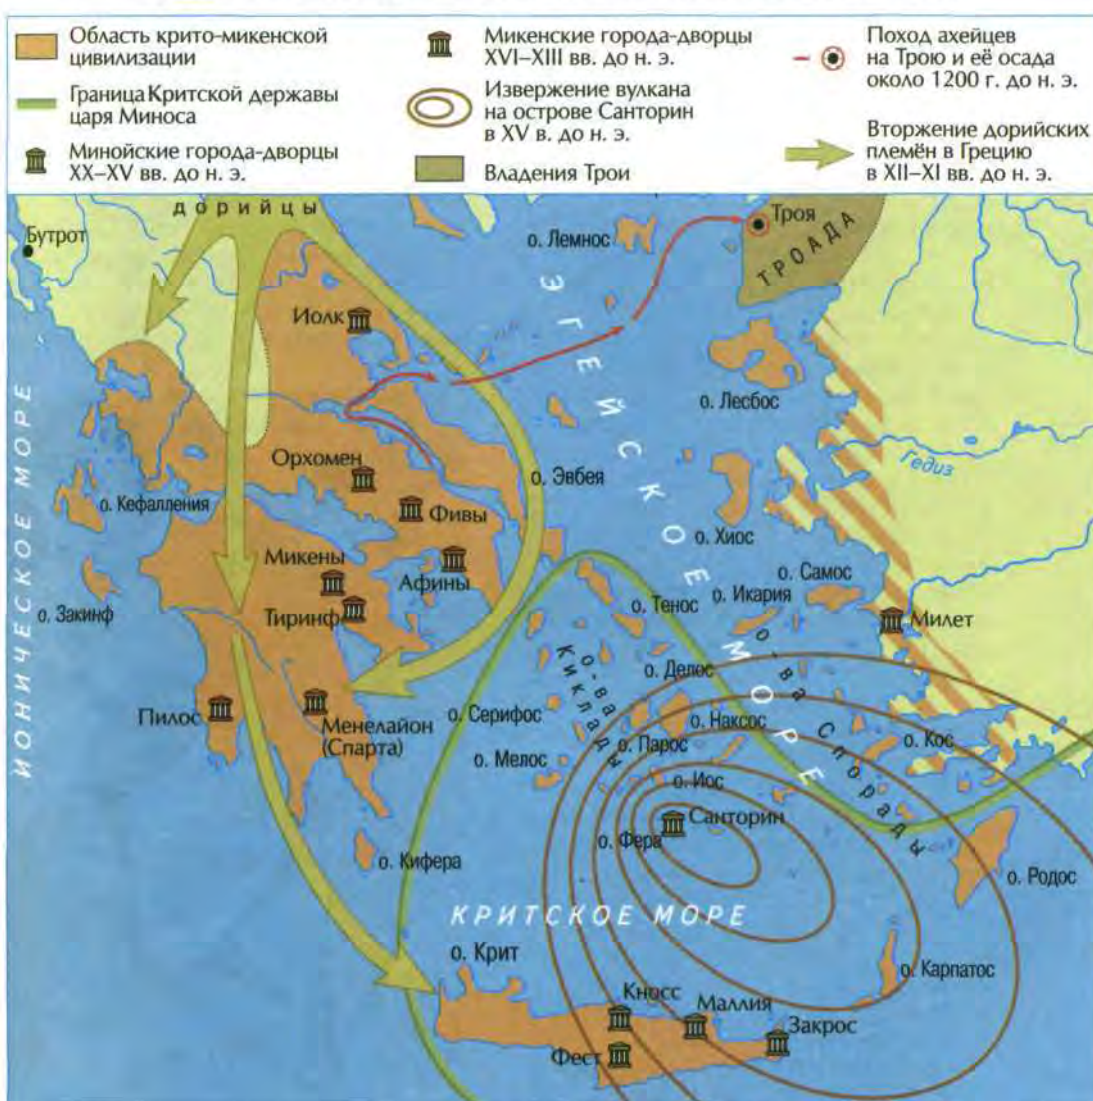 Область крито-микенской
цивилизации
Граница Критской державы
царя Миноса
Минойские города-дворцы
XX–XV вв. до н. э.
Микенские города-дворцы
XVI–XIII вв. до н. э.
Извержение вулкана
на острове Санторин
в XV в. до н. э.
Владения Трои
Поход ахейцев
на Трою и её осада
около 1200 г. до н. э.
Вторжение дорийских
племён в Грецию
в XII–XI вв. до н. э.
дорийцы
Бутрот
о. Лемнос
Троя
ТРОАДА
ЭГЕЙСКОЕ МОРЕ
Иолк
о. Лесбос
ИОНИЧЕСКОЕ МОРЕ
Орхомен
о. Эвбея
Гедиз
о. Кефалления
Фивы
о. Хиос
Микены
Афины
о. Самос
о. Икария
о. Закинф
Тиринф
о. Тенос
Милет
о-ва Киклады
о. Делос
о-ва Спорады
Пилос
Менелайон
(Спарта)
о. Серифос
о. Наксос
о. Парос
о. Кос
о. Мелос
о. Иос
Санторин
о. Фера
о. Кифера
о. Родос
КРИТСКОЕ МОРЕ
о. Крит
о. Карпатос
Кносс
Маллия
Закрос
Фест